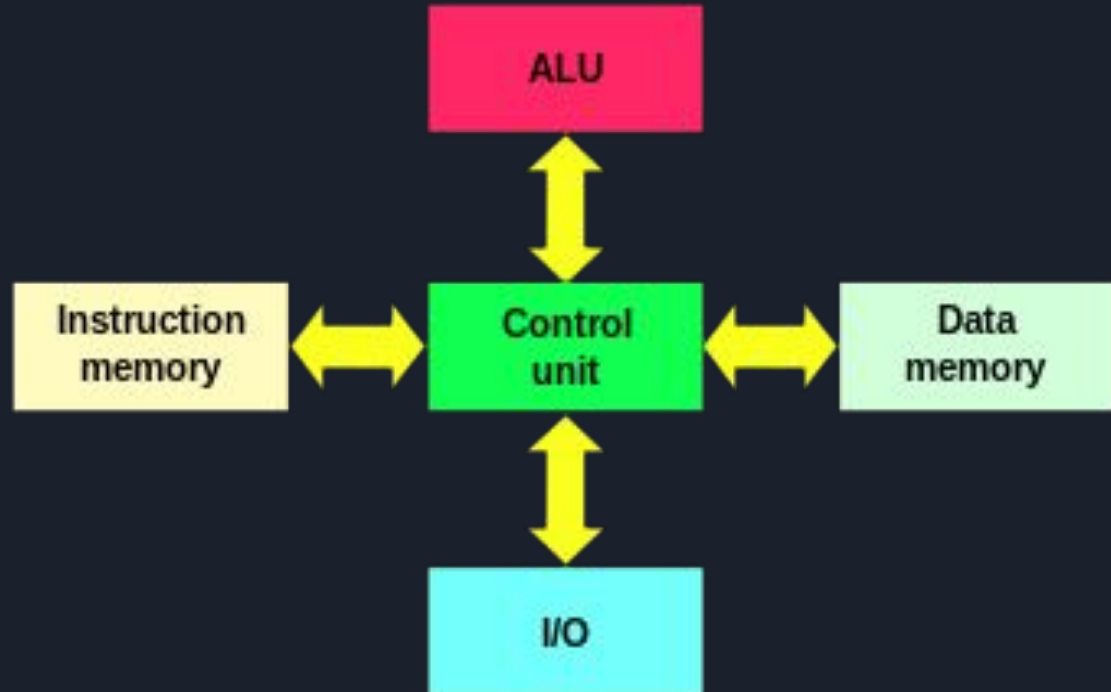 ALU
Instruction
memory
Control
unit
Data
memory
I/O